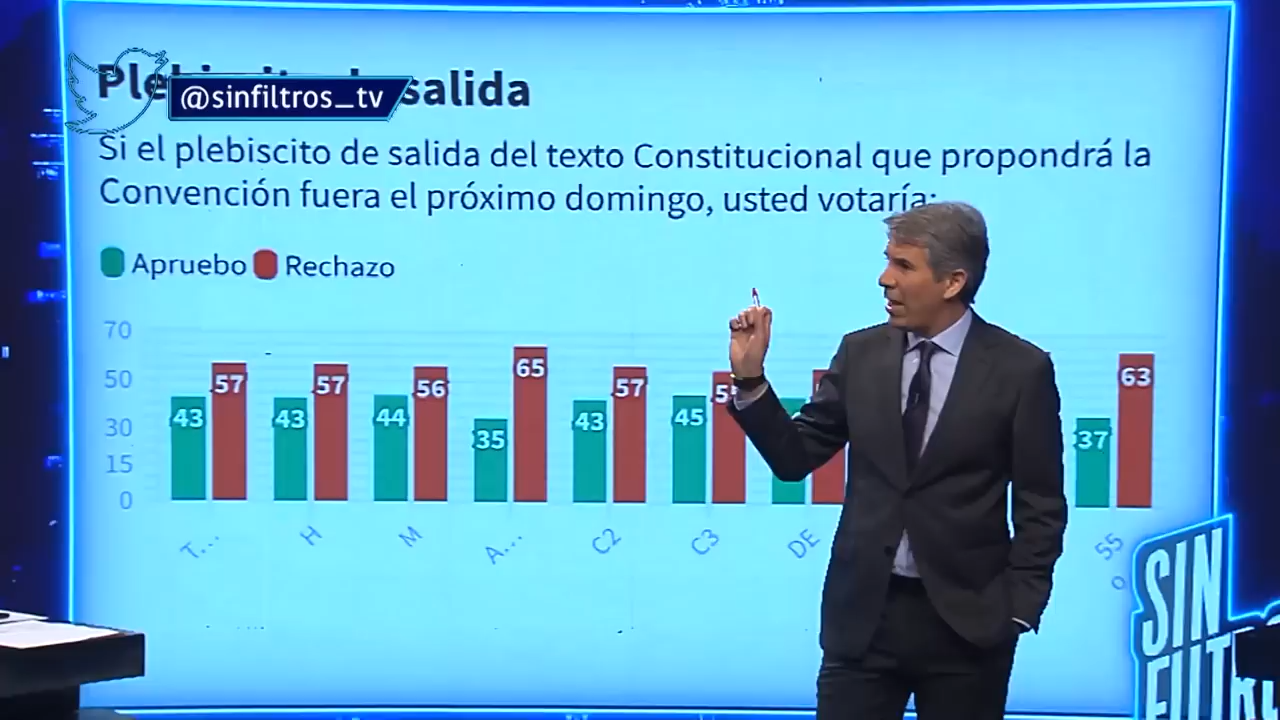 salida
@sinfiltros_tv
Si el plebiscito de salida del texto Constitucional que propondrá la
Convención fuera el próximo domingo, usted votaría:
Apruebo Rechazo
70
50
30
15
0
43 57 43 57 44 56 35 65 43 57 45 37 63
T... H M A... C2 C3 DE 55
O
SIN